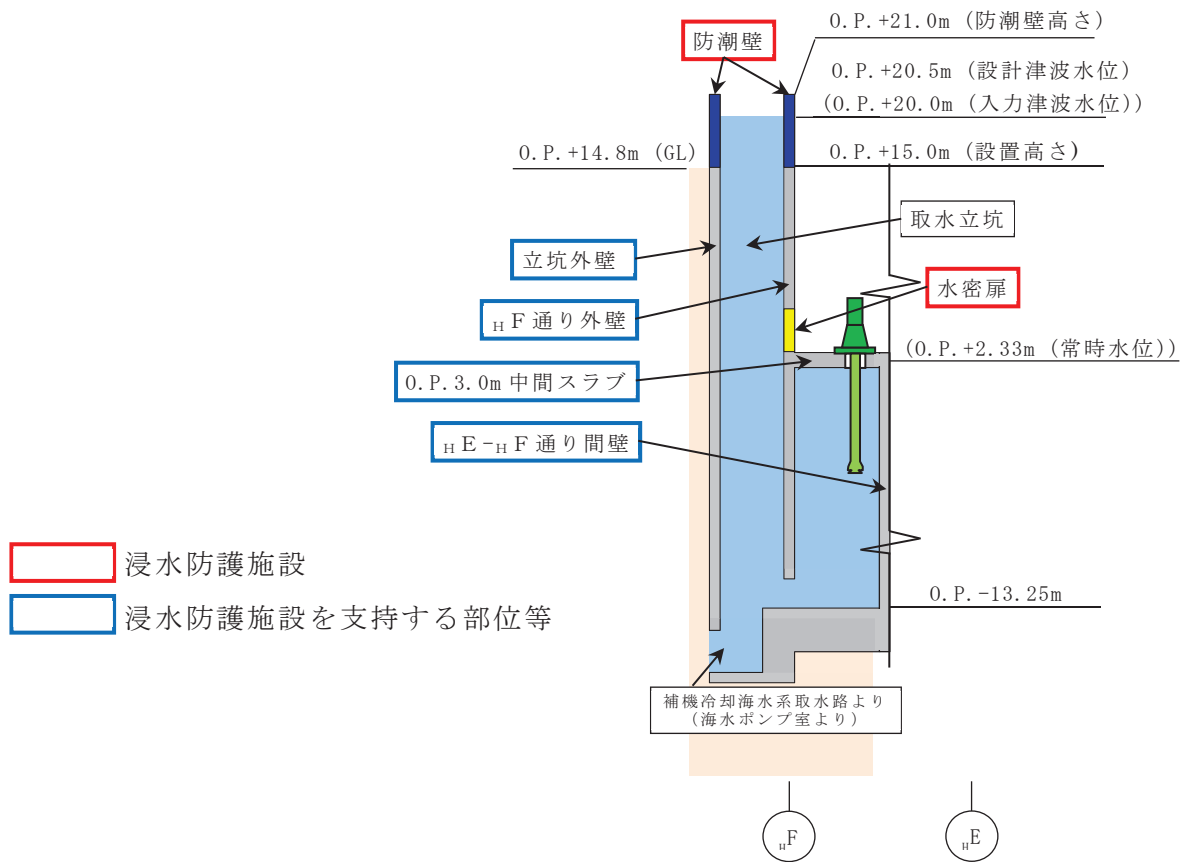 O.P.+21.0m (防潮壁高さ)
防潮壁
O.P.+20.5m (設計津波水位)
(O.P.+20.0m (入力津波水位))
O.P.+14.8m (GL)
O.P.+15.0m (設置高さ)
取水立坑
立坑外壁
水密扉
HF通り外壁
(O.P.+2.33m (常時水位))
O.P.3.0m中間スラブ
HE-HF通り間壁
浸水防護施設
O.P.-13.25m
浸水防護施設を支持する部位等
補機冷却海水系取水路より
(海水ポンプ室より)
HF
HE